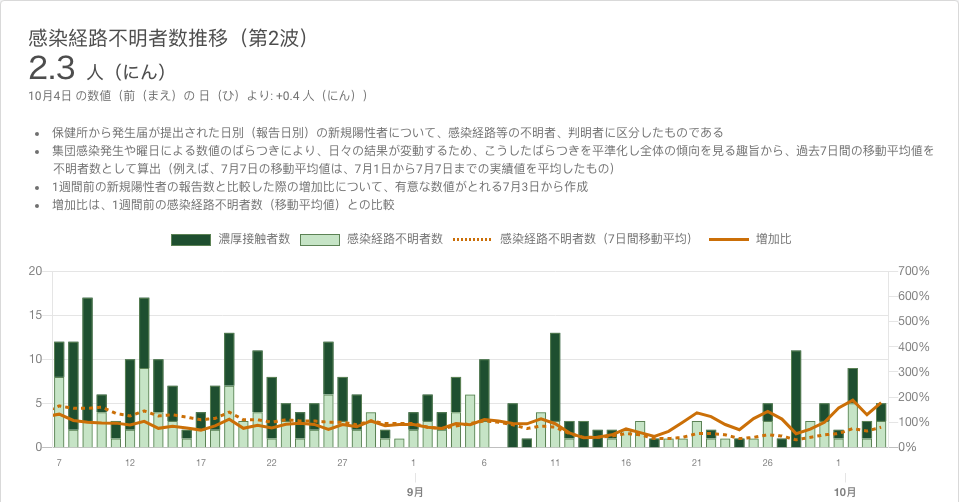 感染経路不明者数推移（第2波）
2.3 人（にん）
10月4日 の数値（前（まえ）の 日（ひ）より: +0.4 人（にん））
• 保健所から発生届が提出された日別（報告日別）の新規陽性者について、感染経路等の不明者、判明者に区分したものである
• 集団感染発生や曜日による数値のばらつきにより、日々の結果が変動するため、こうしたばらつきを平準化し全体の傾向を見る趣旨から、過去7日間の移動平均値を
不明者数として算出（例えば、7月7日の移動平均値は、7月1日から7月7日までの実績値を平均したもの）
• 1週間前の新規陽性者の報告数と比較した際の増加比について、有意な数値がとれる7月3日から作成
• 増加比は、1週間前の感染経路不明者数（移動平均値）との比較
濃厚接触者数 感染経路不明者数 感染経路不明者数（7日間移動平均） 増加比
20 700%
600%
15
500%
400%
10
300%
5 200%
100%
0 0%
7 12 17 22 27 1 6 11 16 21 26 1
9月 10月